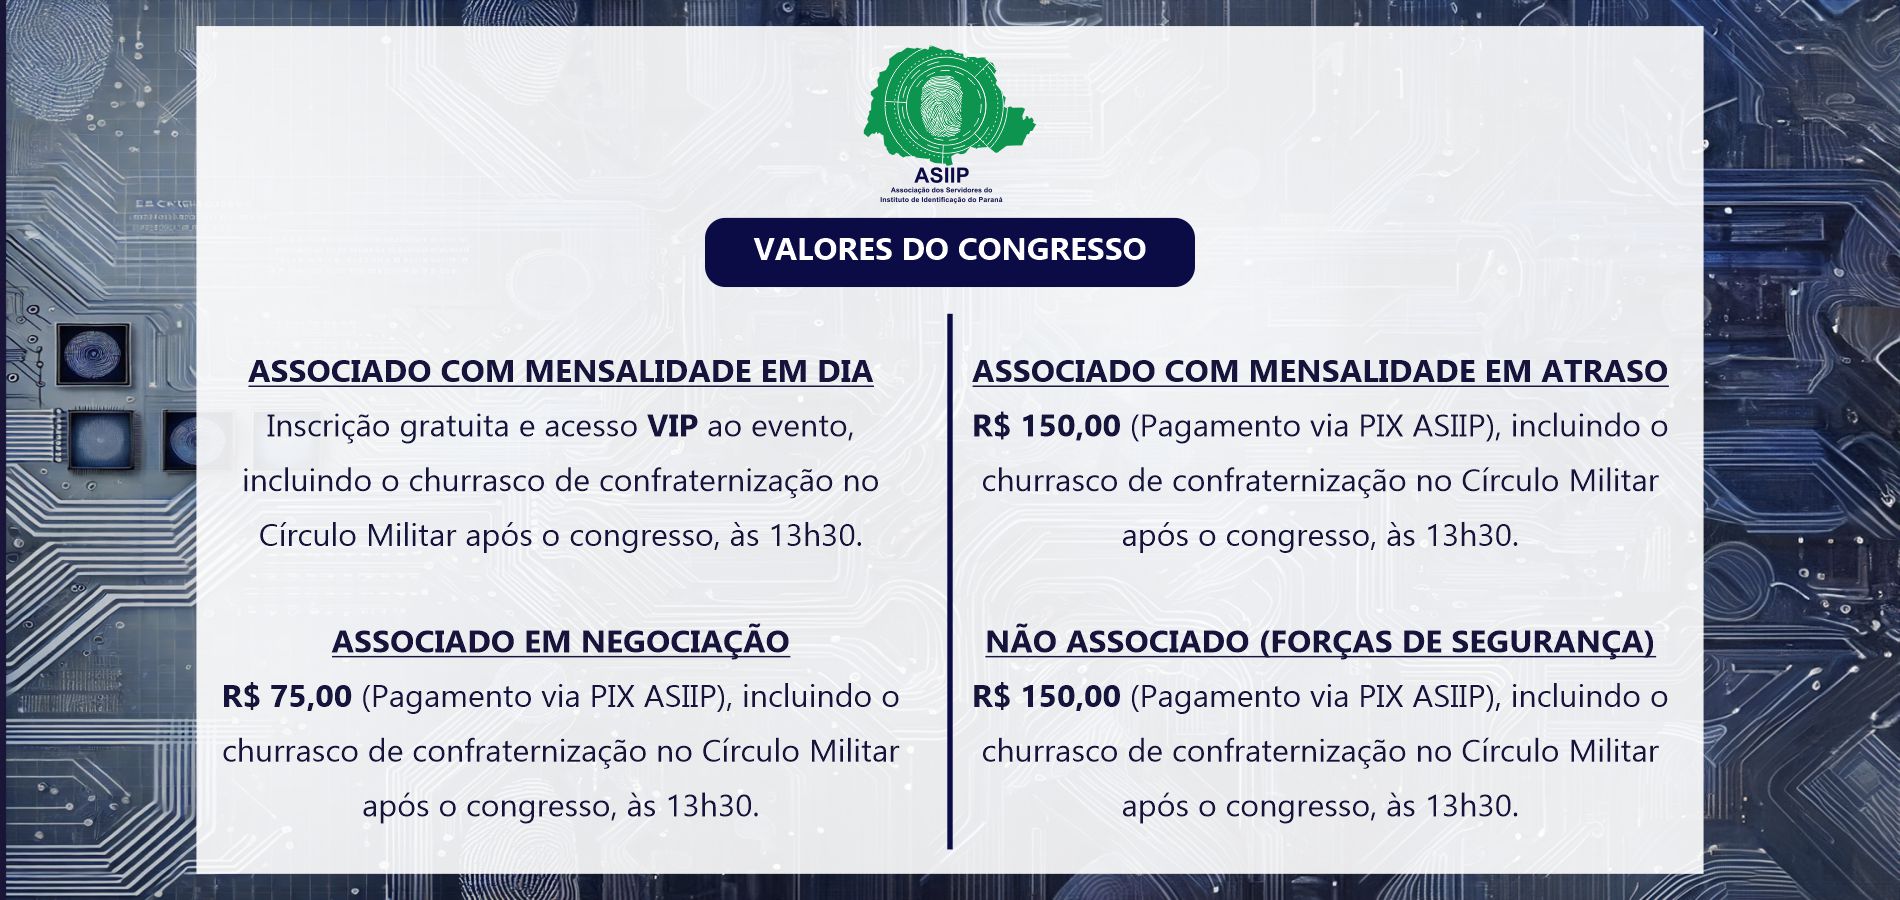 ASIIP
Associação dos Servidores do
Instituto de Identificação do Paraná
VALORES DO CONGRESSO
ASSOCIADO COM MENSALIDADE EM DIA
Inscrição gratuita e acesso VIP ao evento,
incluindo o churrasco de confraternização no
Círculo Militar após o congresso, às 13h30.
ASSOCIADO EM NEGOCIAÇÃO
R$ 75,00 (Pagamento via PIX ASIIP), incluindo o
churrasco de confraternização no Círculo Militar
após o congresso, às 13h30.
ASSOCIADO COM MENSALIDADE EM ATRASO
R$ 150,00 (Pagamento via PIX ASIIP), incluindo o
churrasco de confraternização no Círculo Militar
após o congresso, às 13h30.
NÃO ASSOCIADO (FORÇAS DE SEGURANÇA)
R$ 150,00 (Pagamento via PIX ASIIP), incluindo o
churrasco de confraternização no Círculo Militar
após o congresso, às 13h30.